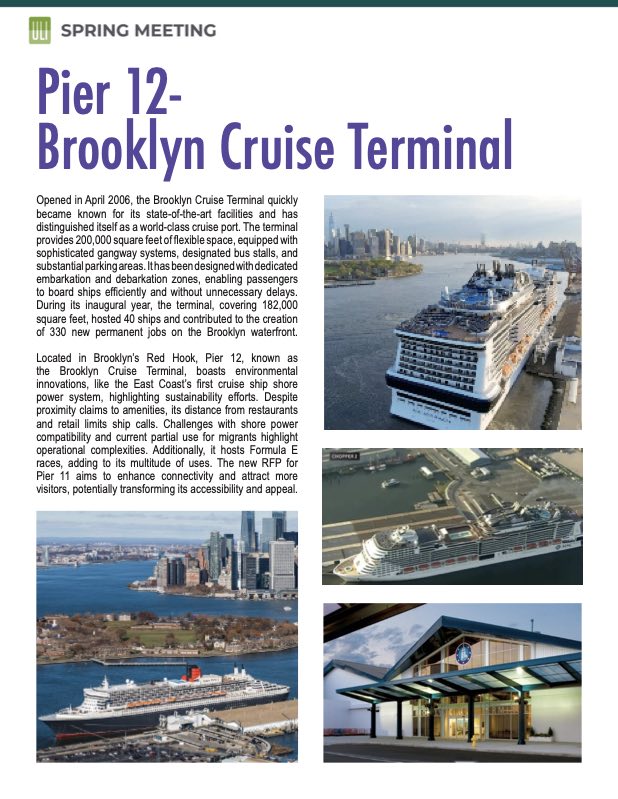 ULI SPRING MEETING
Pier 12-
Brooklyn Cruise Terminal
Opened in April 2006, the Brooklyn Cruise Terminal quickly
became known for its state-of-the-art facilities and has
distinguished itself as a world-class cruise port. The terminal
provides 200,000 square feet of flexible space, equipped with
sophisticated gangway systems, designated bus stalls, and
substantial parking areas. It has been designed with dedicated
embarkation and debarkation zones, enabling passengers
to board ships efficiently and without unnecessary delays.
During its inaugural year, the terminal, covering 182,000
square feet, hosted 40 ships and contributed to the creation
of 330 new permanent jobs on the Brooklyn waterfront.
Located in Brooklyn's Red Hook, Pier 12, known as
the Brooklyn Cruise Terminal, boasts environmental
innovations, like the East Coast's first cruise ship shore
power system, highlighting sustainability efforts. Despite
proximity claims to amenities, its distance from restaurants
and retail limits ship calls. Challenges with shore power
compatibility and current partial use for migrants highlight
operational complexities. Additionally, it hosts Formula E
races, adding to its multitude of uses. The new RFP for
Pier 11 aims to enhance connectivity and attract more
visitors, potentially transforming its accessibility and appeal.
CHOPPER 2
MSC